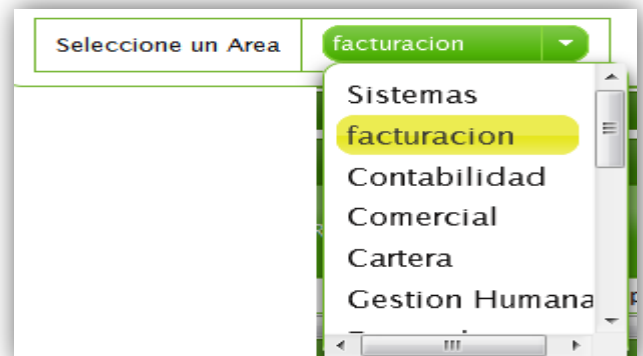 Seleccione un Area
facturacion
Sistemas
facturacion
Contabilidad
Comercial
Cartera
Gestion Humana